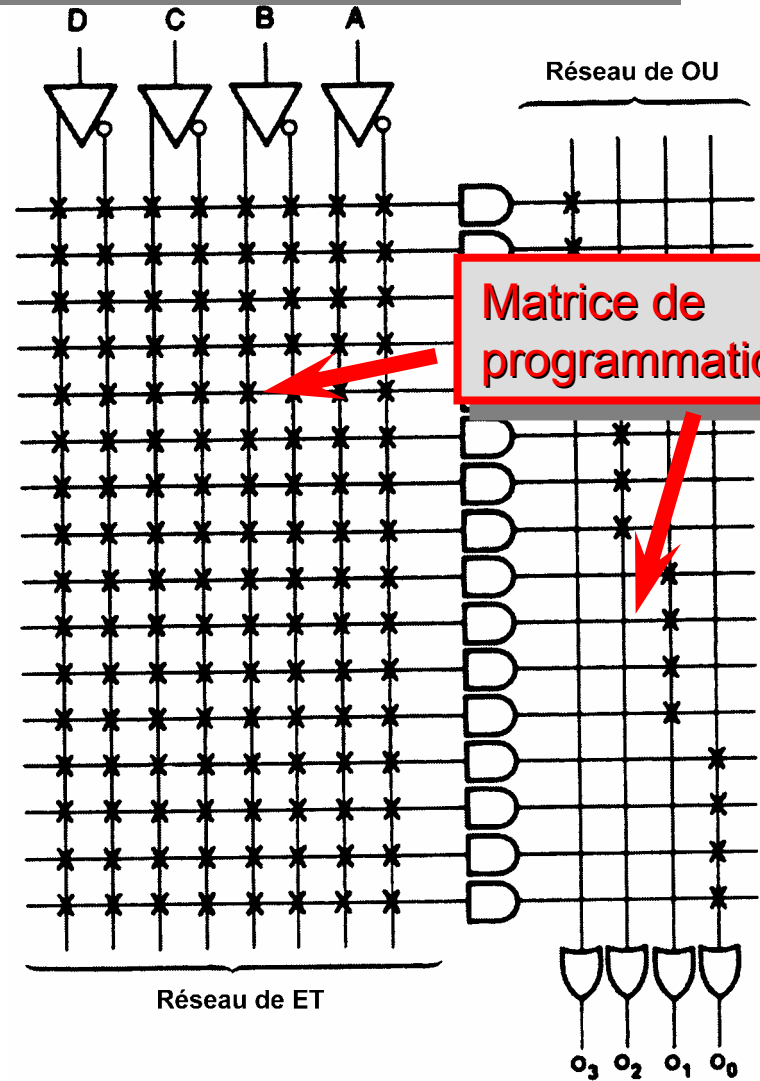 D C B A
Réseau de OU
Matrice de
Réseau de ET
O₃ O₂ O₁ O₀